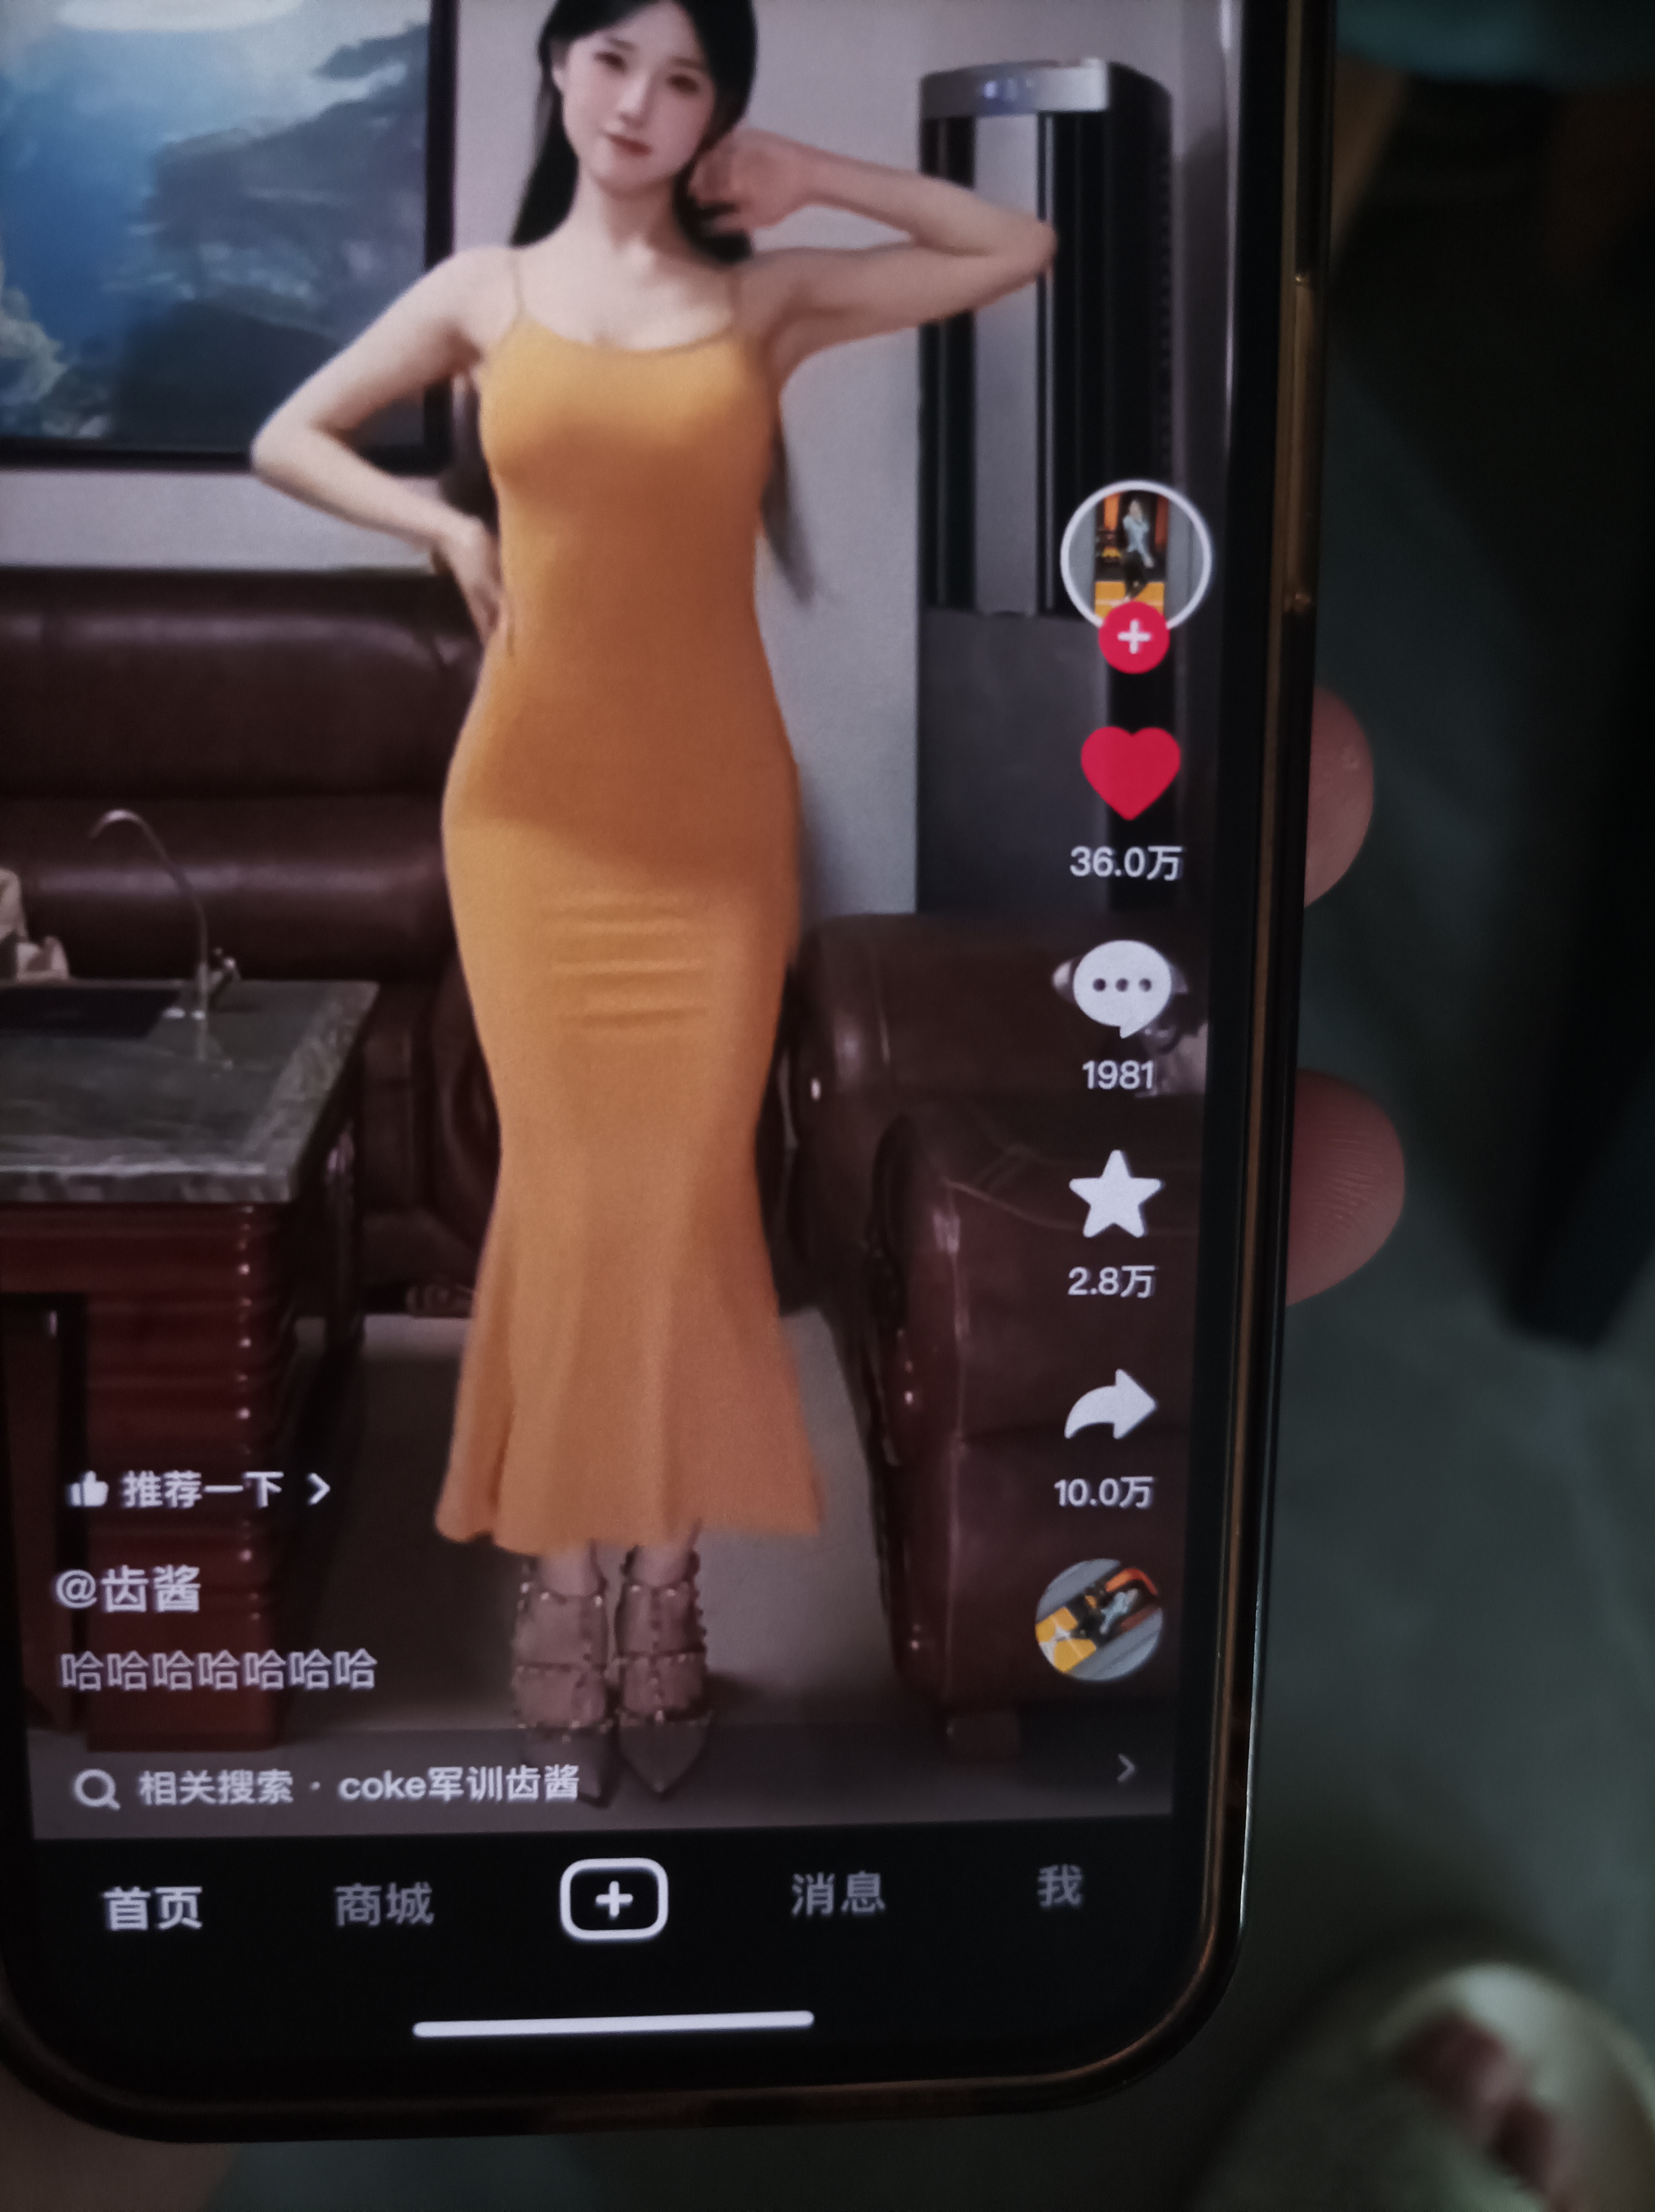 36.0万
1981
2.8万
10.0万
推荐一下
@齿酱
哈哈哈哈哈哈哈
相关搜索 · coke军训齿酱
首页
商城
消息
我